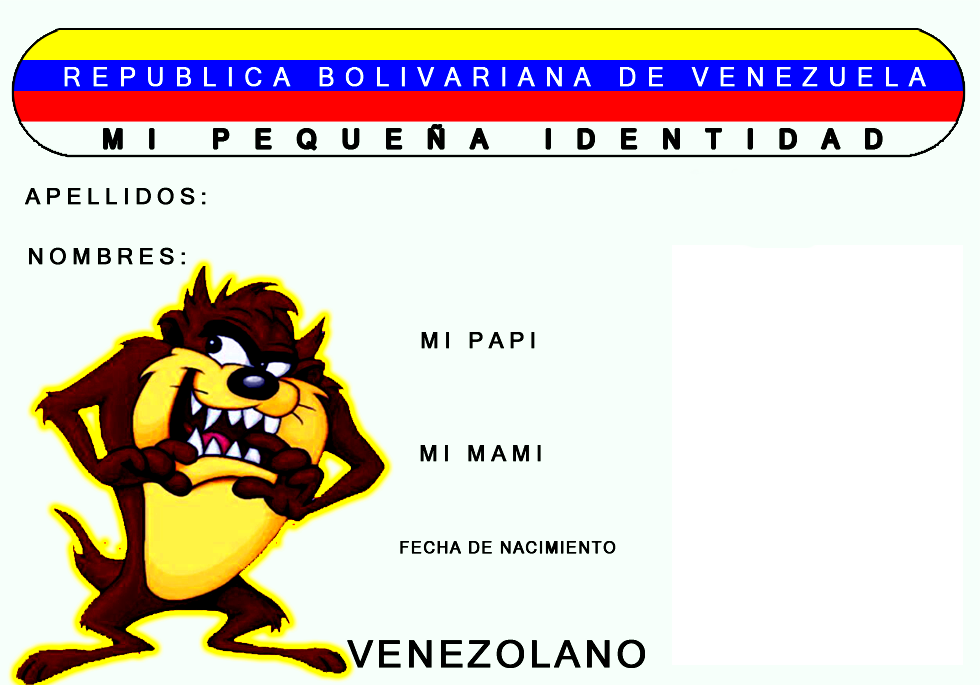 REPUBLICA BOLIVARIANA DE VENEZUELA
MI PEQUEÑA IDENTIDAD
APELLIDOS:
NOMBRES:
MI PAPI
MI MAMI
FECHA DE NACIMIENTO
VENEZOLANO